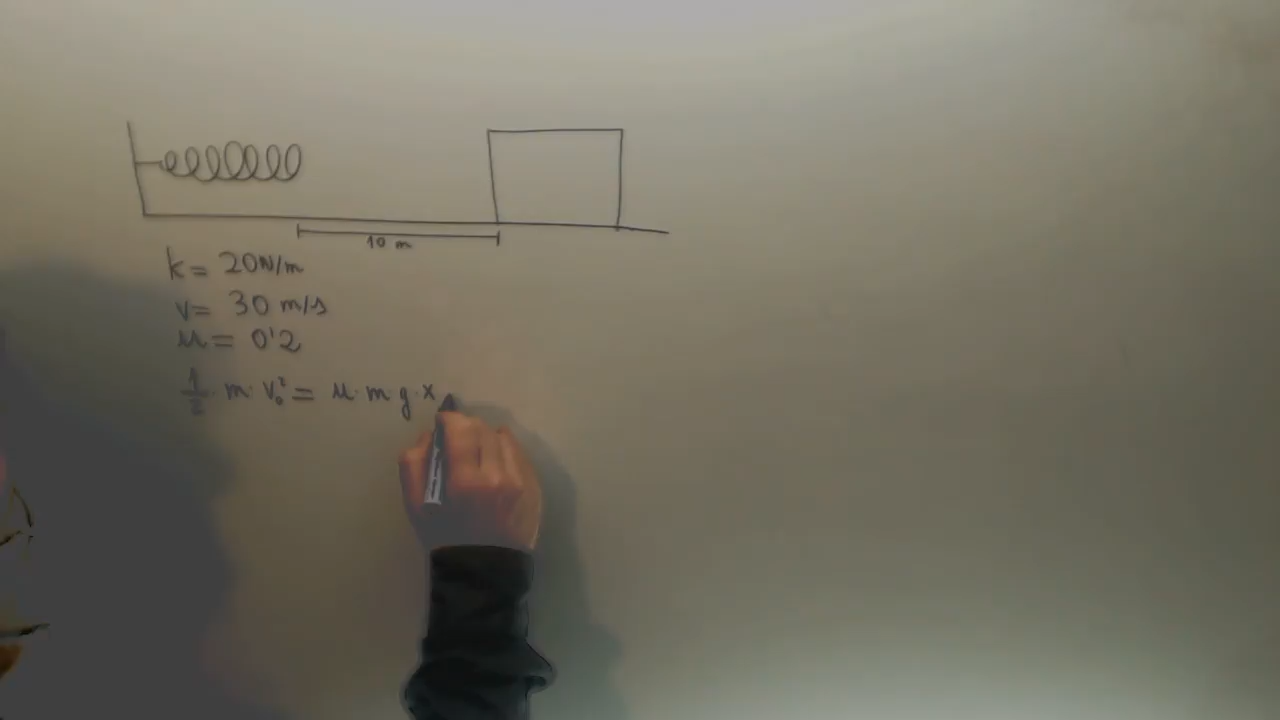 10 m
k = 20N/m
v = 30 m/s
μ = 0'2
1/2 · m · v₀² = μ · m g · x